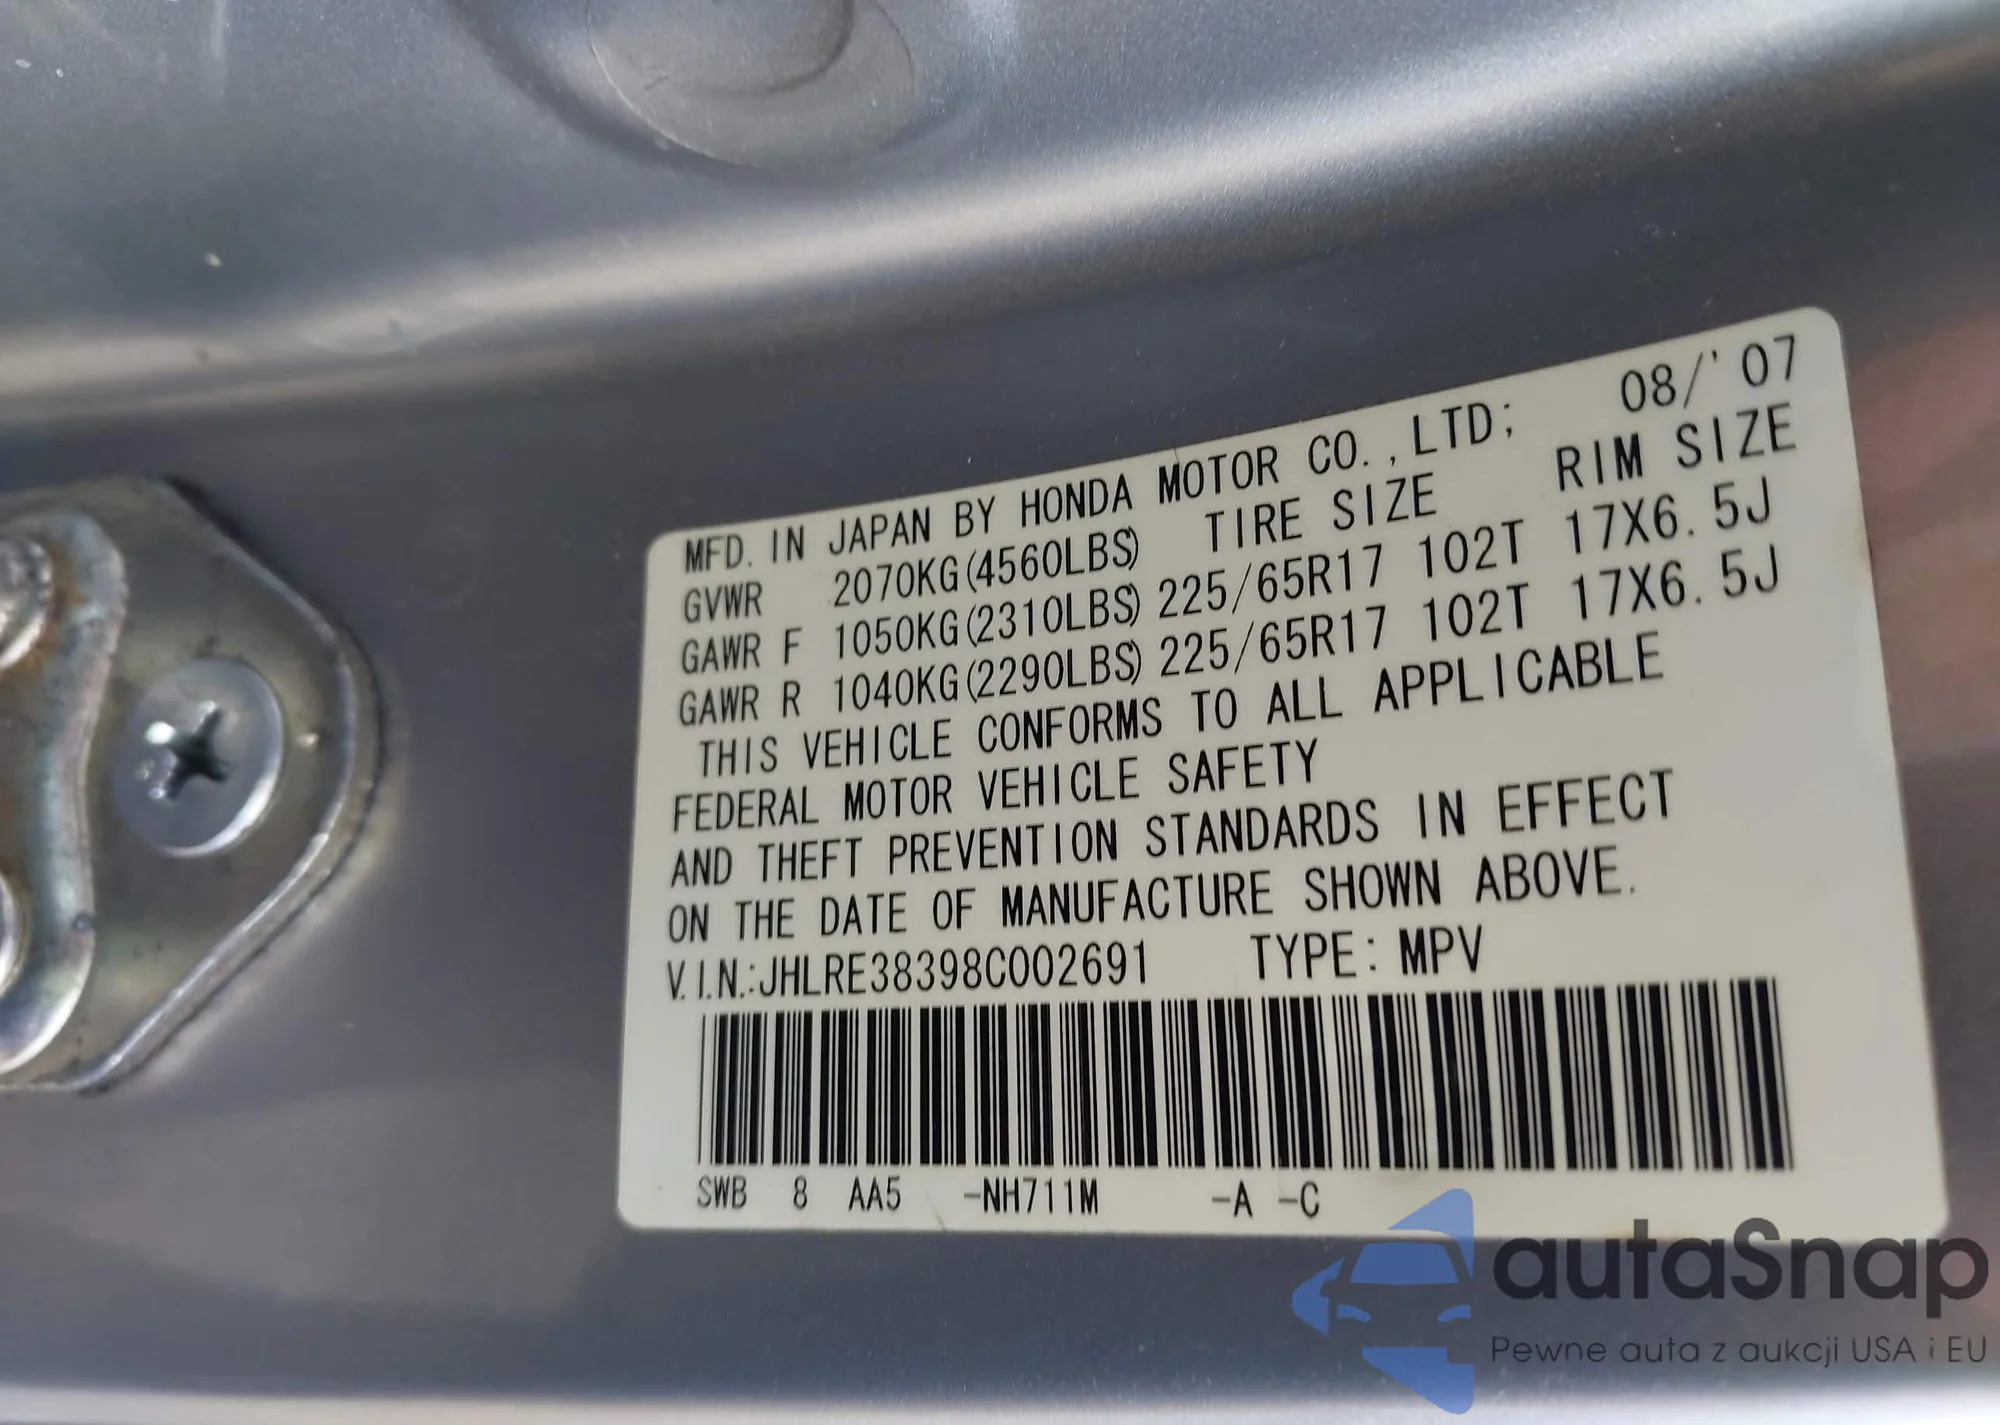 MFD. IN JAPAN BY HONDA MOTOR CO., LTD; 08/'07
GVWR 2070KG(4560LBS) TIRE SIZE RIM SIZE
GAWR F 1050KG(2310LBS) 225/65R17 102T 17X6.5J
GAWR R 1040KG(2290LBS) 225/65R17 102T 17X6.5J
THIS VEHICLE CONFORMS TO ALL APPLICABLE
FEDERAL MOTOR VEHICLE SAFETY
AND THEFT PREVENTION STANDARDS IN EFFECT
ON THE DATE OF MANUFACTURE SHOWN ABOVE.
V.I.N.:JHLRE38398C002691 TYPE: MPV
SWB 8 AA5 -NH711M -A -C
autaSnap
Pewne auta z aukcji USA i EU